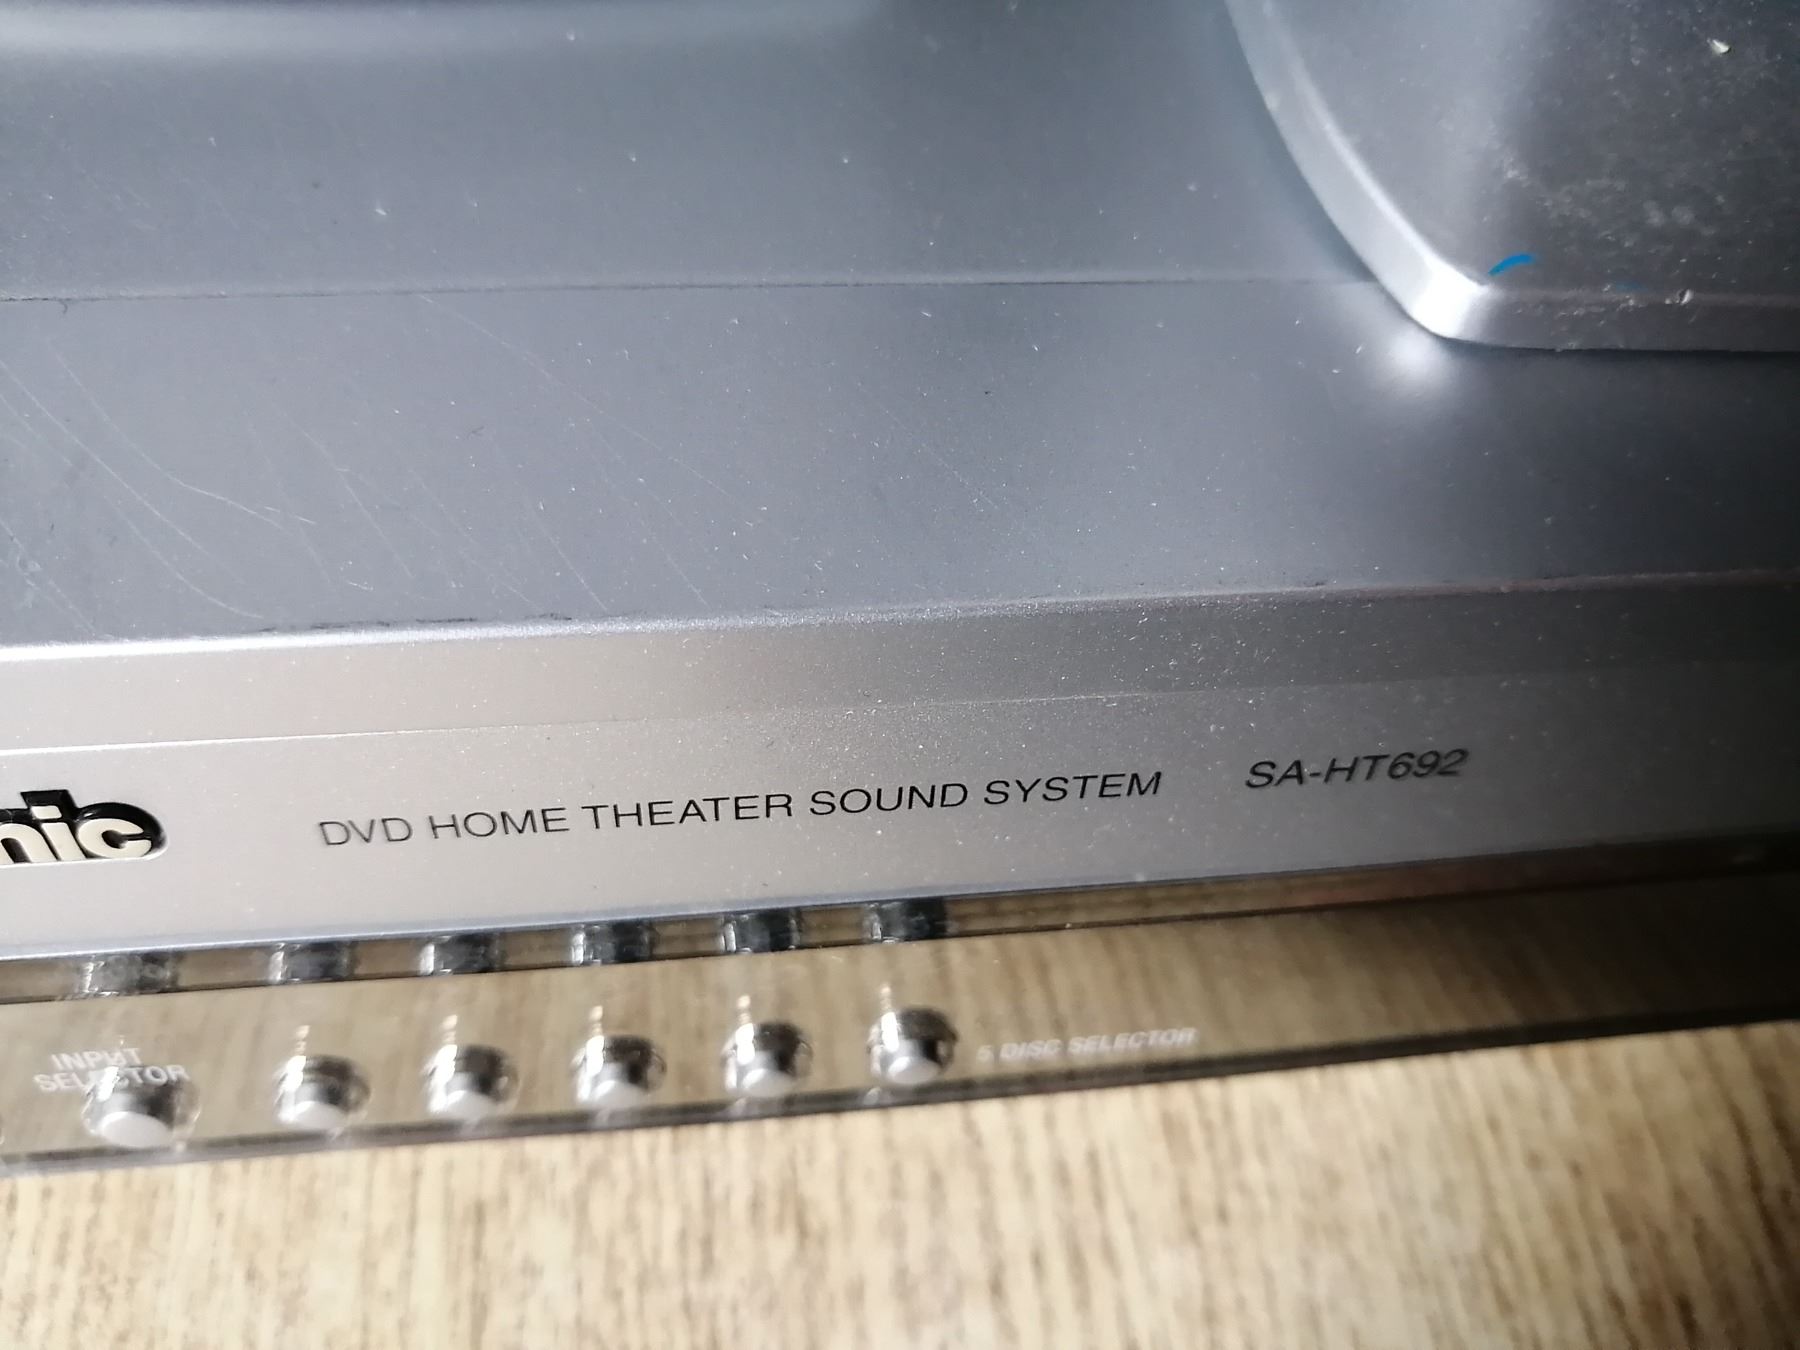 nic
DVD HOME THEATER SOUND SYSTEM SA-HT692
INPUT
SELECTOR
5 DISC SELECTOR